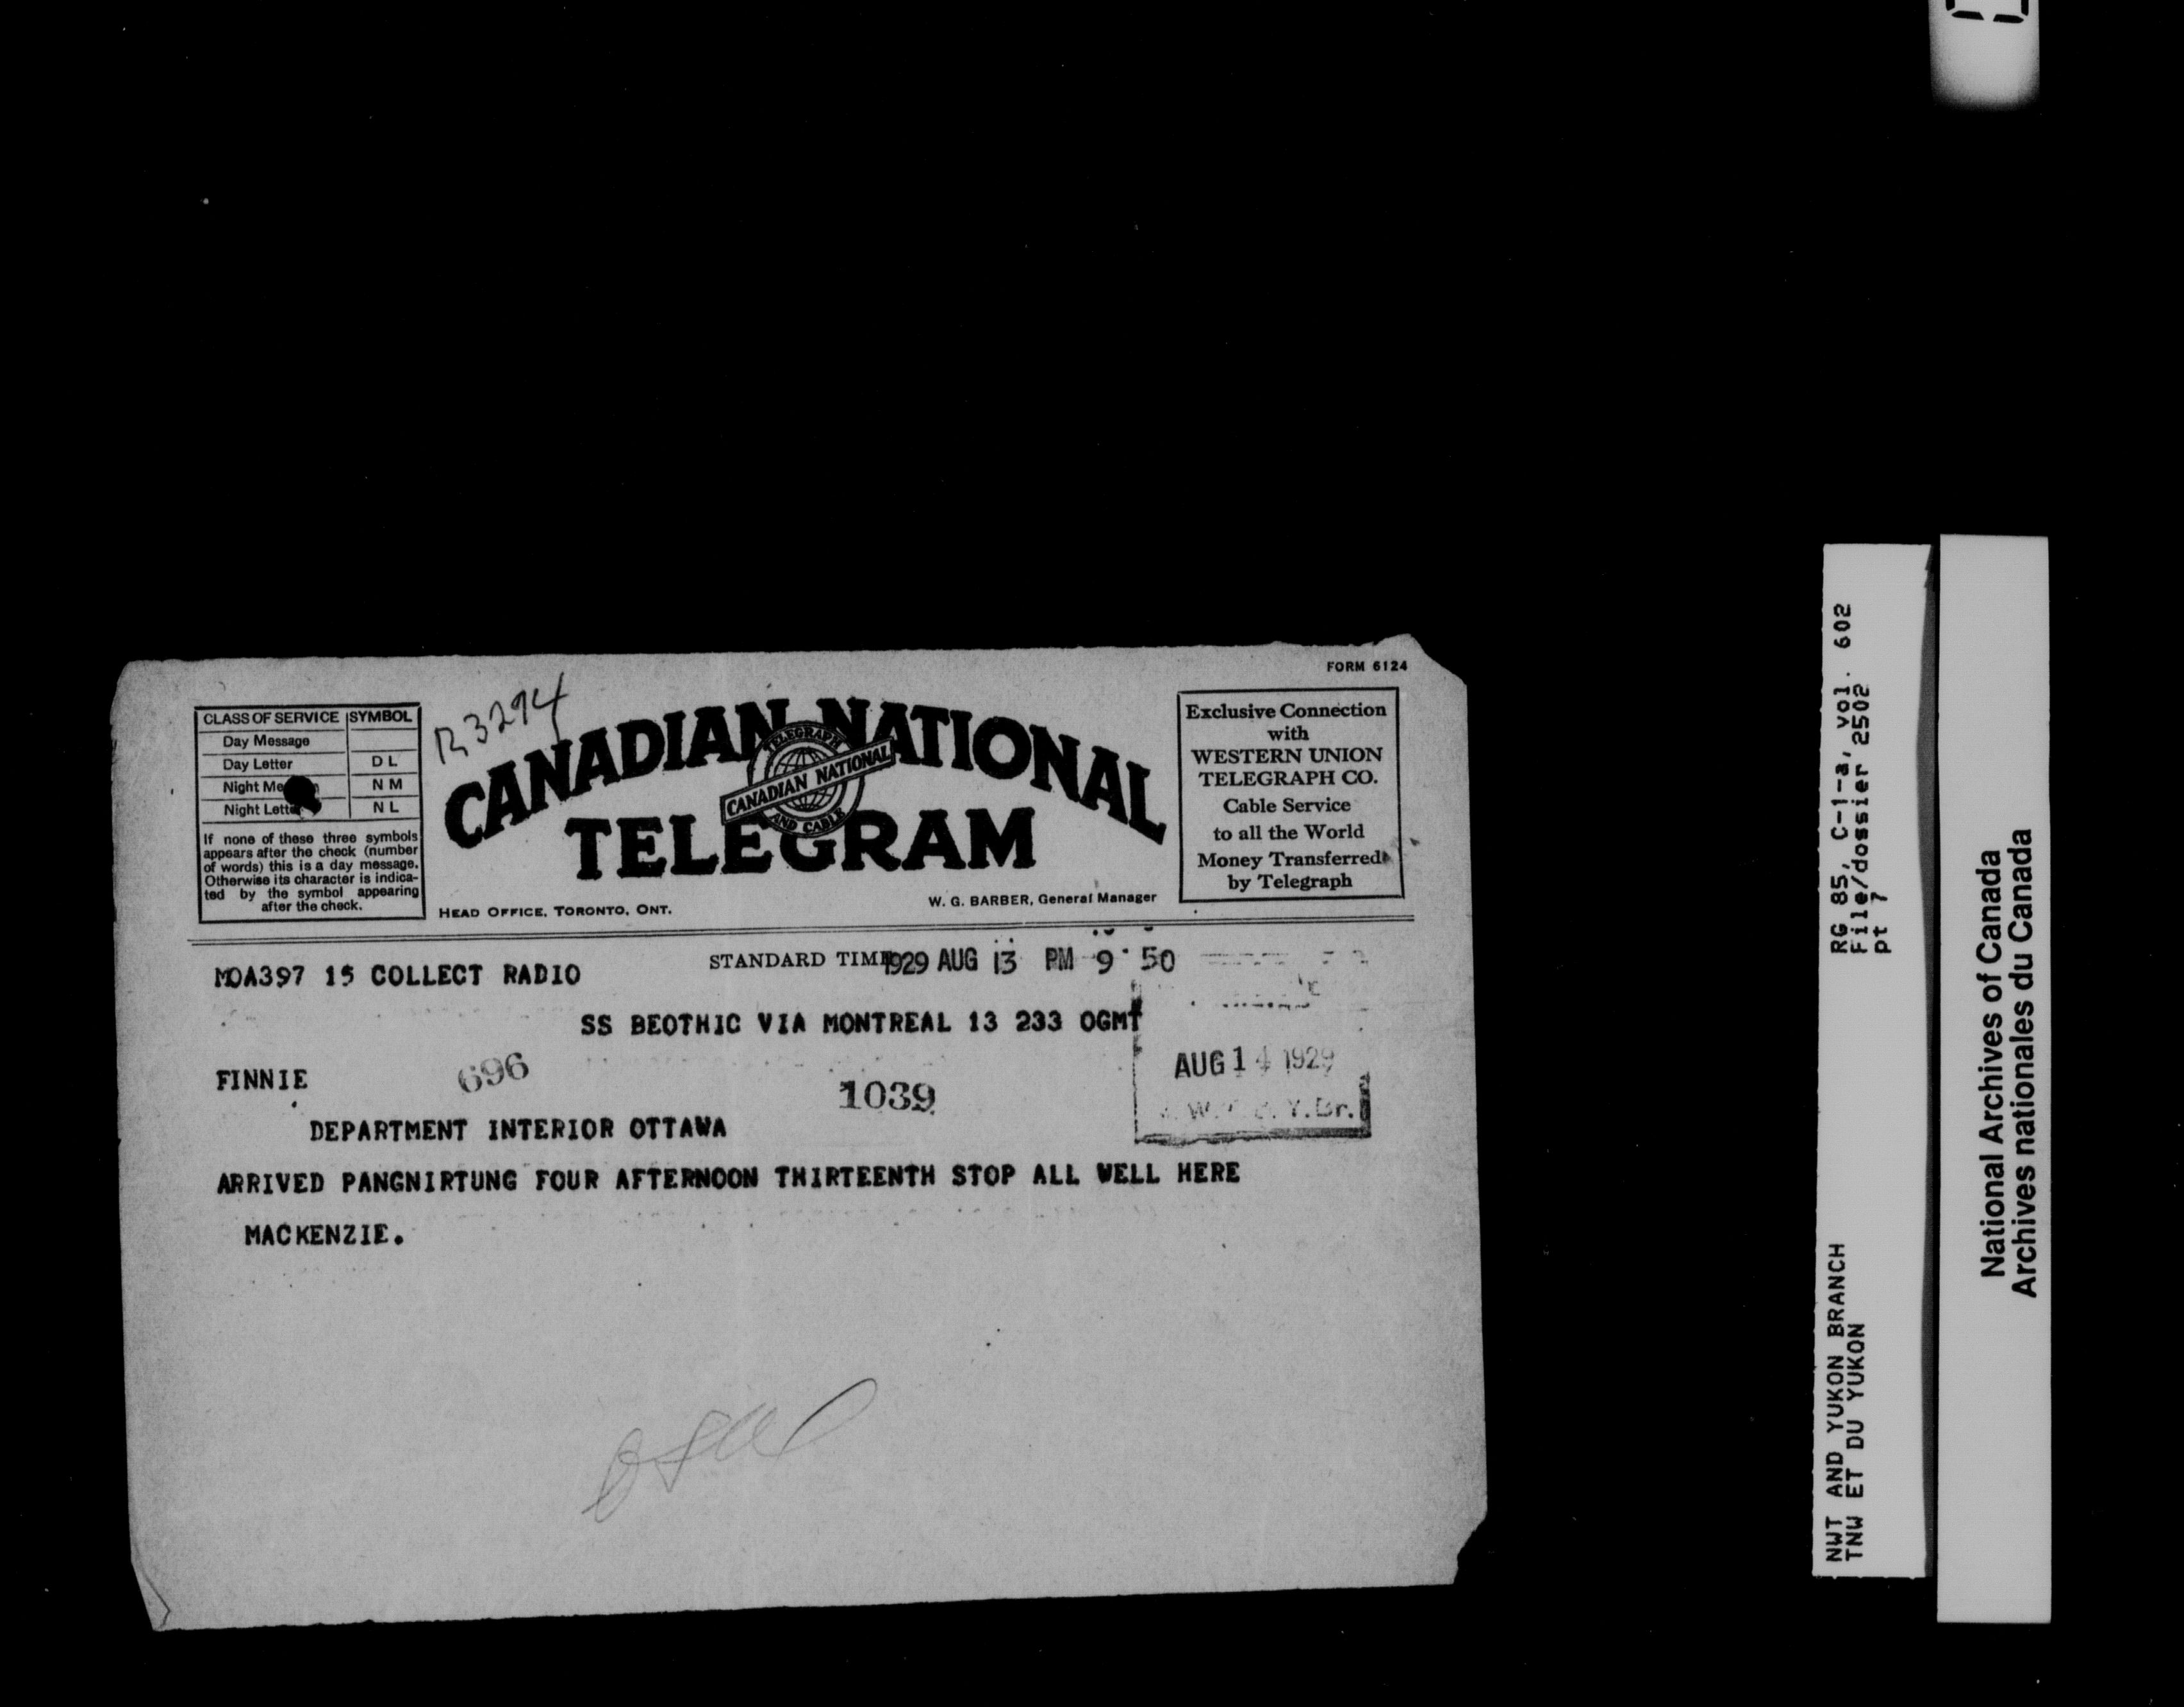 FORM 6124
R3294
CLASS OF SERVICE SYMBOL
Day Message
Day Letter D L
Night Me N M
Night Lette N L
If none of these three symbols
appears after the check (number
of words) this is a day message.
Otherwise its character is indica-
ted by the symbol appearing
after the check.
CANADIAN NATIONAL
TELEGRAM
TELEGRAPH
CANADIAN NATIONAL
AND CABLE
HEAD OFFICE, TORONTO, ONT.
W. G. BARBER, General Manager
Exclusive Connection
with
WESTERN UNION
TELEGRAPH CO.
Cable Service
to all the World
Money Transferred
by Telegraph
STANDARD TIME 1929 AUG 13 PM 9 50
MOA397 15 COLLECT RADIO
SS BEOTHIC VIA MONTREAL 13 233 OGMT
AUG 14 1929
Y.Br.
FINNIE
696
1039
DEPARTMENT INTERIOR OTTAWA
ARRIVED PANGNIRTUNG FOUR AFTERNOON THIRTEENTH STOP ALL WELL HERE
MACKENZIE.
RG 85, C-1-a, vol. 602
File/dossier 2502
pt 7
NWT AND YUKON BRANCH
TNW ET DU YUKON
National Archives of Canada
Archives nationales du Canada